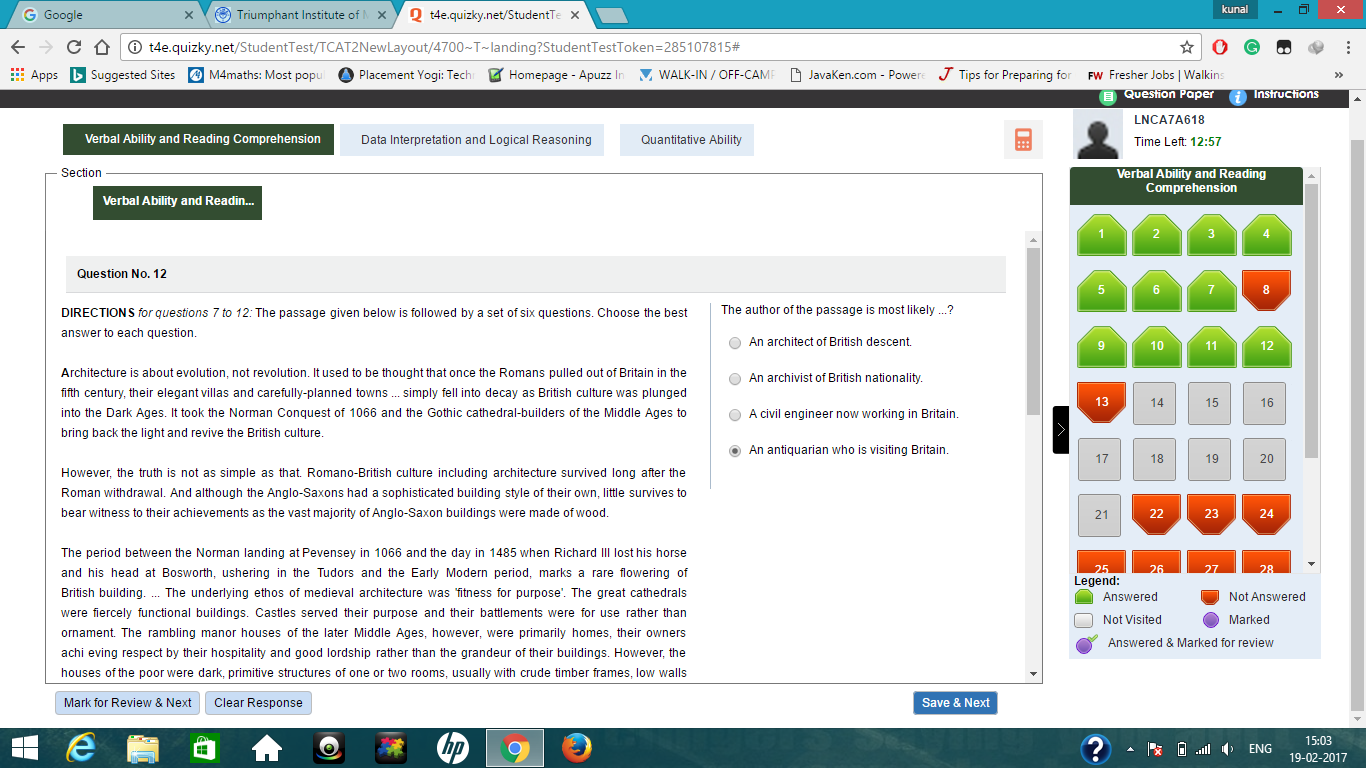 Google
Triumphant Institute of M
t4e.quizky.net/StudentTe
kunal
t4e.quizky.net/StudentTest/TCAT2NewLayout/4700~T~landing?StudentTestToken=285107815#
Apps
Suggested Sites
M4maths: Most popul
Placement Yogi: Tech
Homepage - Apuzz In
WALK-IN / OFF-CAMP
JavaKen.com - Powere
Tips for Preparing for
FW Fresher Jobs | Walkins
»
Question Paper
Instructions
Verbal Ability and Reading Comprehension
Data Interpretation and Logical Reasoning
Quantitative Ability
LNCA7A618
Time Left: 12:57
Section
Verbal Ability and Readin...
Question No. 12
DIRECTIONS for questions 7 to 12: The passage given below is followed by a set of six questions. Choose the best
answer to each question.
Architecture is about evolution, not revolution. It used to be thought that once the Romans pulled out of Britain in the
fifth century, their elegant villas and carefully-planned towns ... simply fell into decay as British culture was plunged
into the Dark Ages. It took the Norman Conquest of 1066 and the Gothic cathedral-builders of the Middle Ages to
bring back the light and revive the British culture.
However, the truth is not as simple as that. Romano-British culture including architecture survived long after the
Roman withdrawal. And although the Anglo-Saxons had a sophisticated building style of their own, little survives to
bear witness to their achievements as the vast majority of Anglo-Saxon buildings were made of wood.
The period between the Norman landing at Pevensey in 1066 and the day in 1485 when Richard III lost his horse
and his head at Bosworth, ushering in the Tudors and the Early Modern period, marks a rare flowering of
British building. ... The underlying ethos of medieval architecture was 'fitness for purpose'. The great cathedrals
were fiercely functional buildings. Castles served their purpose and their battlements were for use rather than
ornament. The rambling manor houses of the later Middle Ages, however, were primarily homes, their owners
achi eving respect by their hospitality and good lordship rather than the grandeur of their buildings. However, the
houses of the poor were dark, primitive structures of one or two rooms, usually with crude timber frames, low walls
The author of the passage is most likely ...?
An architect of British descent.
An archivist of British nationality.
A civil engineer now working in Britain.
An antiquarian who is visiting Britain.
Mark for Review & Next
Clear Response
Save & Next
Verbal Ability and Reading
Comprehension
1 2 3 4
5 6 7 8
9 10 11 12
13 14 15 16
17 18 19 20
21 22 23 24
25 26 27 28
Legend:
Answered
Not Answered
Not Visited
Marked
Answered & Marked for review
hp
?
ENG
15:03
19-02-2017